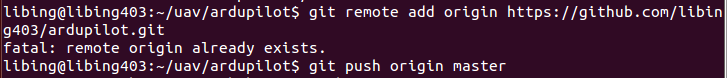 libing@libing403:~/uav/ardupilot$ git remote add origin https://github.com/libin
g403/ardupilot.git
fatal: remote origin already exists.
libing@libing403:~/uav/ardupilot$ git push origin master